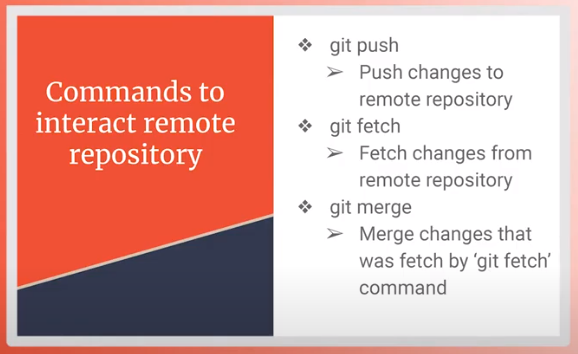 Commands to
interact remote
repository
❖ git push
➢ Push changes to
remote repository
❖ git fetch
➢ Fetch changes from
remote repository
❖ git merge
➢ Merge changes that
was fetch by ‘git fetch’
command